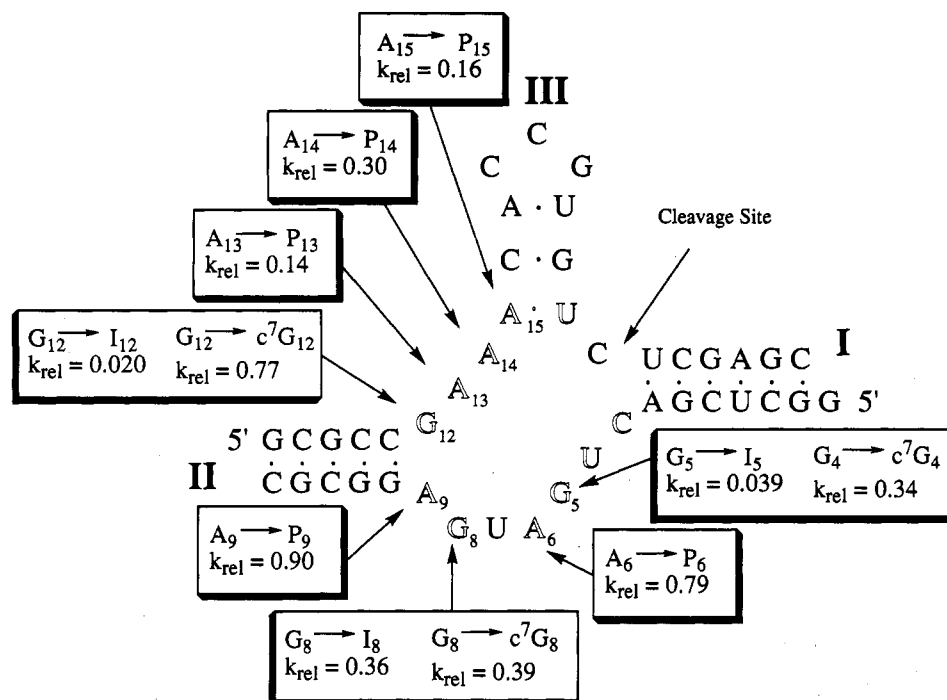 A15 → P15
krel = 0.16
III
A14 → P14
krel = 0.30
C
C G
A · U
Cleavage Site
A13 → P13
krel = 0.14
C · G
A15 · U
G12 → I12 G12 → c7G12
krel = 0.020 krel = 0.77
A14
C
U C G A G C I
A13
· · · · · ·
A G C U C G G 5'
G12
C
5' G C G C C
· · · · ·
II
C G C G G
U
A9
G5
G8 U A6
G5 → I5 G4 → c7G4
krel = 0.039 krel = 0.34
A9 → P9
krel = 0.90
A6 → P6
krel = 0.79
G8 → I8 G8 → c7G8
krel = 0.36 krel = 0.39